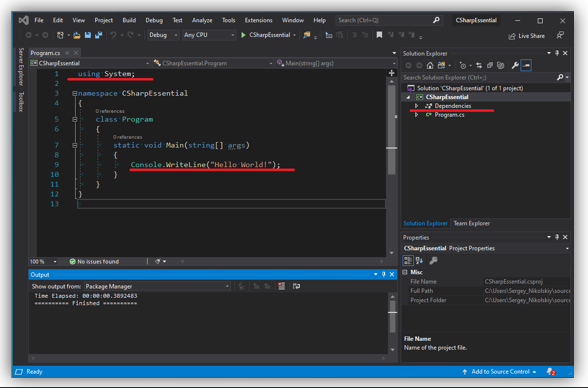 File Edit View Project Build Debug Test Analyze Tools Extensions Window Help Search (Ctrl+Q) CSharpEssential
Debug Any CPU CSharpEssential Live Share
Server Explorer
Toolbox
Program.cs
CSharpEssential CSharpEssential.Program Main(string[] args)
1 using System;
2
3 namespace CSharpEssential
4 {
0 references
5 class Program
6 {
0 references
7 static void Main(string[] args)
8 {
9 Console.WriteLine("Hello World!");
10 }
11 }
12 }
13
100 % No issues found
Output
Show output from: Package Manager
Time Elapsed: 00:00:00.3892483
========== Finished ==========
Solution Explorer
Search Solution Explorer (Ctrl+;)
Solution 'CSharpEssential' (1 of 1 project)
CSharpEssential
Dependencies
Program.cs
Solution Explorer Team Explorer
Properties
CSharpEssential Project Properties
Misc
File Name CSharpEssential.csproj
Full Path C:\Users\Sergey_Nikolskiy\source
Project Folder C:\Users\Sergey_Nikolskiy\source
File Name
Name of the project file.
Ready Add to Source Control 2